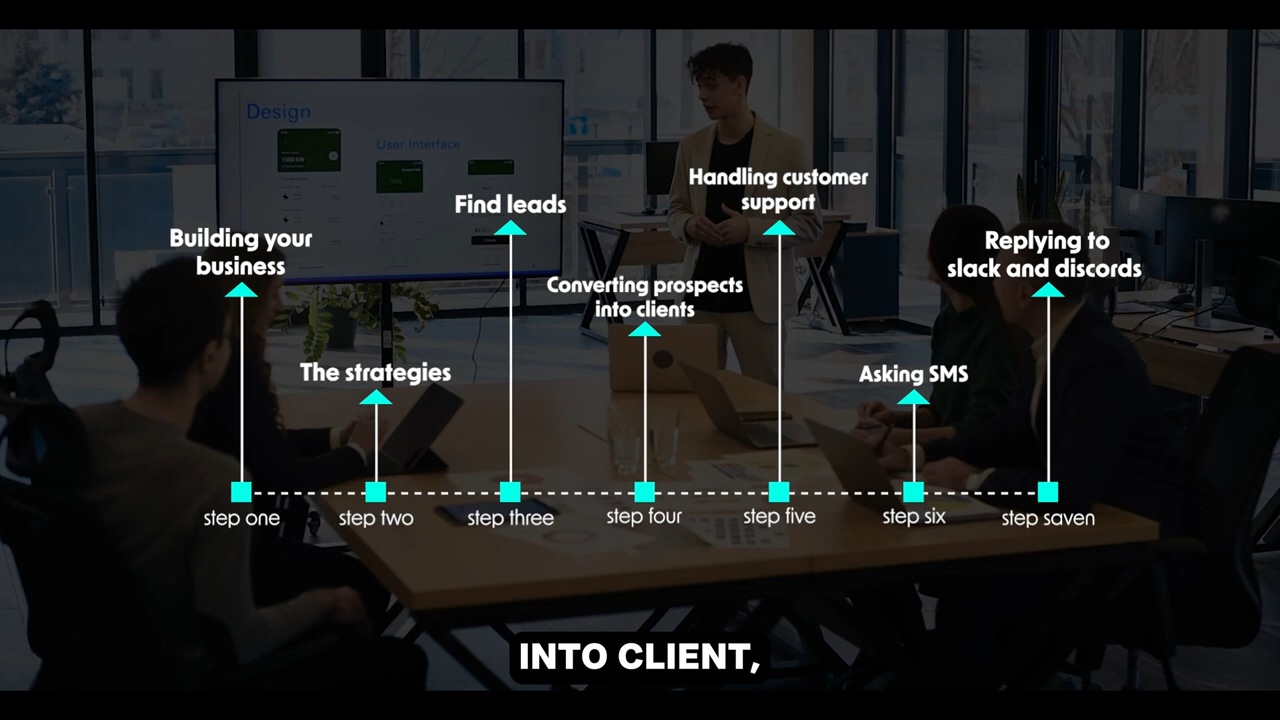 Design
User Interface
Handling customer
support
Find leads
Building your
business
Replying to
slack and discords
Converting prospects
into clients
The strategies
Asking SMS
step one
step two
step three
step four
step five
step six
step saven
INTO CLIENT,